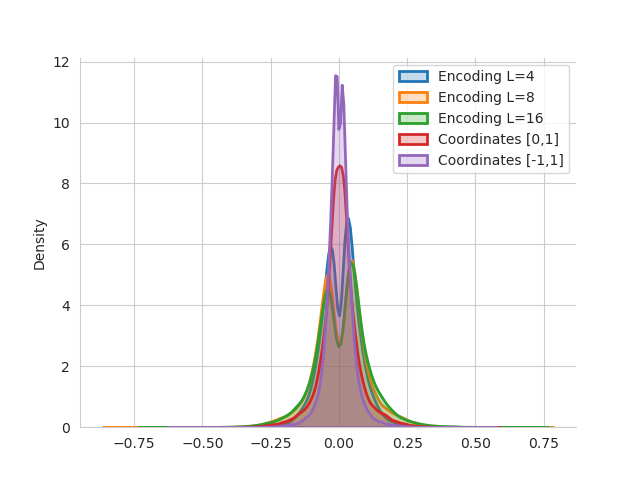 12
10
8
6
4
2
0
Density
−0.75
−0.50
−0.25
0.00
0.25
0.50
0.75
Encoding L=4
Encoding L=8
Encoding L=16
Coordinates [0,1]
Coordinates [-1,1]